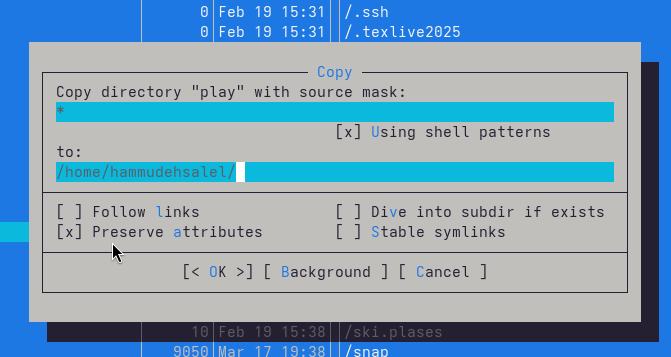 0 Feb 19 15:31 /.ssh
0 Feb 19 15:31 /.texlive2025
Copy
Copy directory "play" with source mask:
*
[x] Using shell patterns
to:
/home/hammudehsalel/
[ ] Follow links [ ] Dive into subdir if exists
[x] Preserve attributes [ ] Stable symlinks
[< OK >] [ Background ] [ Cancel ]
10 Feb 19 15:38 /ski.plases
9050 Mar 17 19:38 /snap